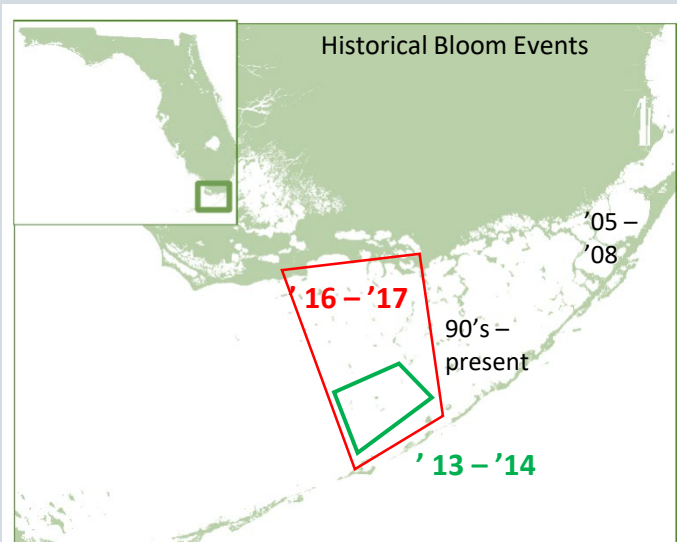 Historical Bloom Events
'05 –
'08
' 16 – '17
90's –
present
' 13 – '14